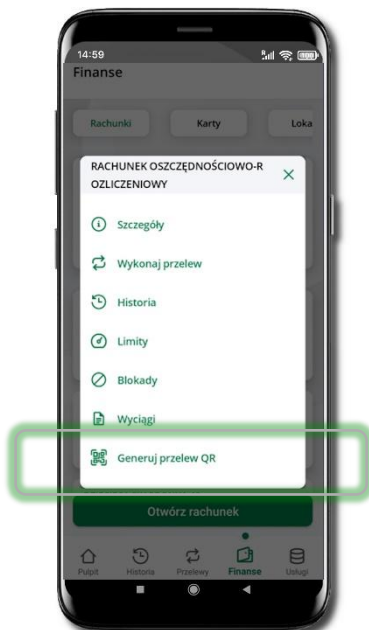 14:59
Finanse
Rachunki Karty Loka
RACHUNEK OSZCZĘDNOŚCIOWO-R
OZLICZENIOWY
Szczegóły
Wykonaj przelew
Historia
Limity
Blokady
Wyciągi
Generuj przelew QR
Otwórz rachunek
Pulpit Historia Przelewy Finanse Usługi